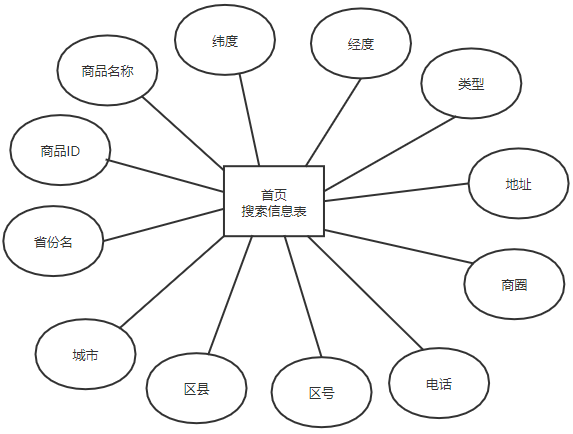 纬度
经度
商品名称
类型
商品ID
地址
首页
搜索信息表
省份名
商圈
城市
区县
区号
电话